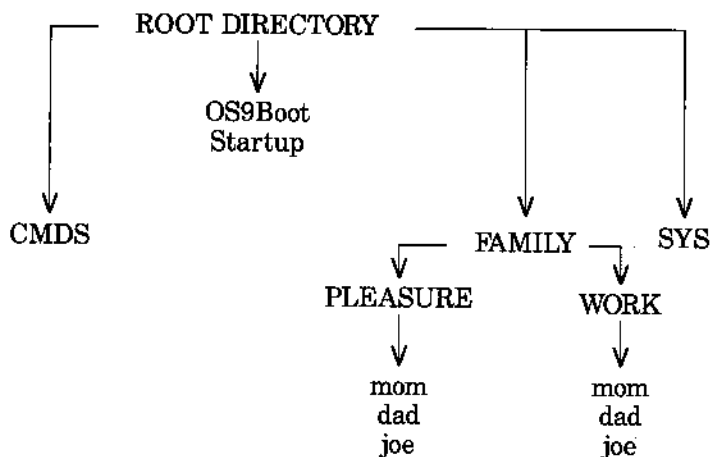 ROOT DIRECTORY
OS9Boot
Startup
CMDS
FAMILY
SYS
PLEASURE
WORK
mom
dad
joe
mom
dad
joe